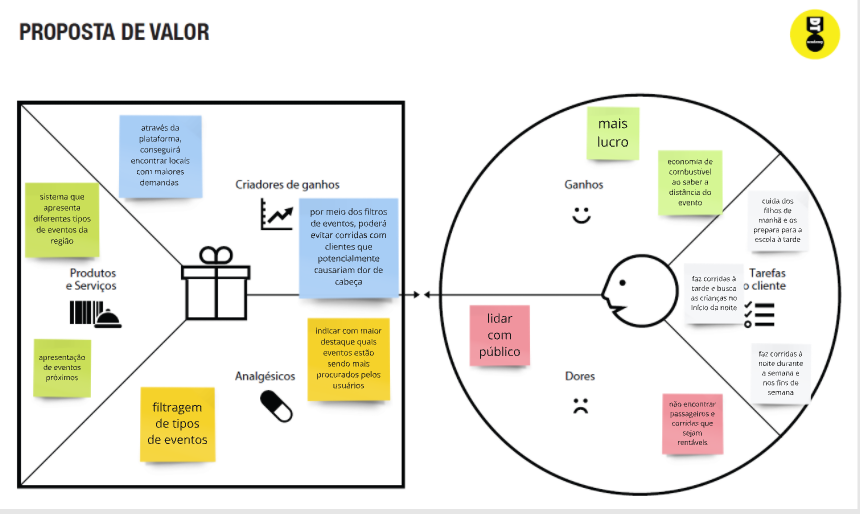 PROPOSTA DE VALOR
através da
plataforma,
conseguirá
encontrar locais
com maiores
demandas
Criadores de ganhos
sistema que
apresenta
diferentes tipos
de eventos da
região
por meio dos filtros
de eventos, poderá
evitar corridas com
clientes que
potencialmente
causariam dor de
cabeça
Produtos
e Serviços
apresentação
de eventos
próximos
indicar com maior
destaque quais
eventos estão
sendo mais
procurados pelos
usuários
Analgésicos
filtragem
de tipos
de eventos
mais
lucro
Ganhos
economia de
combustível
ao saber a
distância do
evento
cuida dos
filhos de
manhã e os
prepara para a
escola à tarde
faz corridas à
tarde e busca
as crianças no
início da noite
Tarefas
o cliente
lidar
com
público
faz corridas à
noite durante
a semana e
nos fins de
semana
Dores
não encontrar
passageiros e
corridas que
sejam
rentáveis